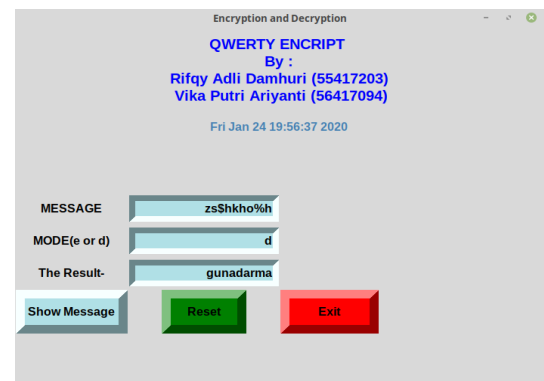 Encryption and Decryption
QWERTY ENCRIPT
By :
Rifqy Adli Damhuri (55417203)
Vika Putri Ariyanti (56417094)
Fri Jan 24 19:56:37 2020
MESSAGE zs$hkho%h
MODE(e or d) d
The Result- gunadarma
Show Message Reset Exit